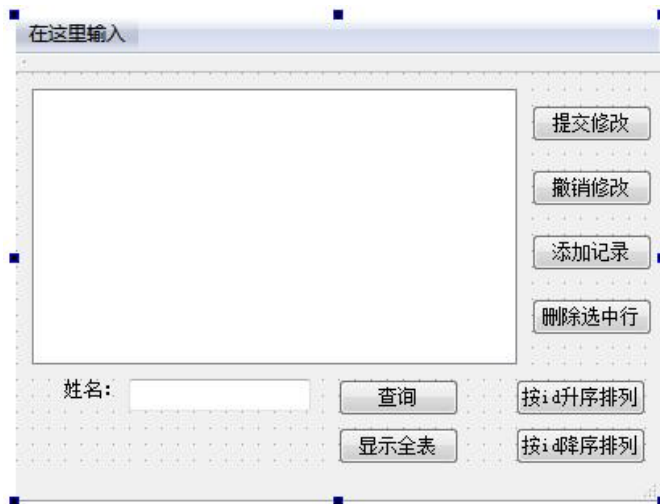 在这里输入
提交修改
撤销修改
添加记录
删除选中行
姓名:
查询
按id升序排列
显示全表
按id降序排列